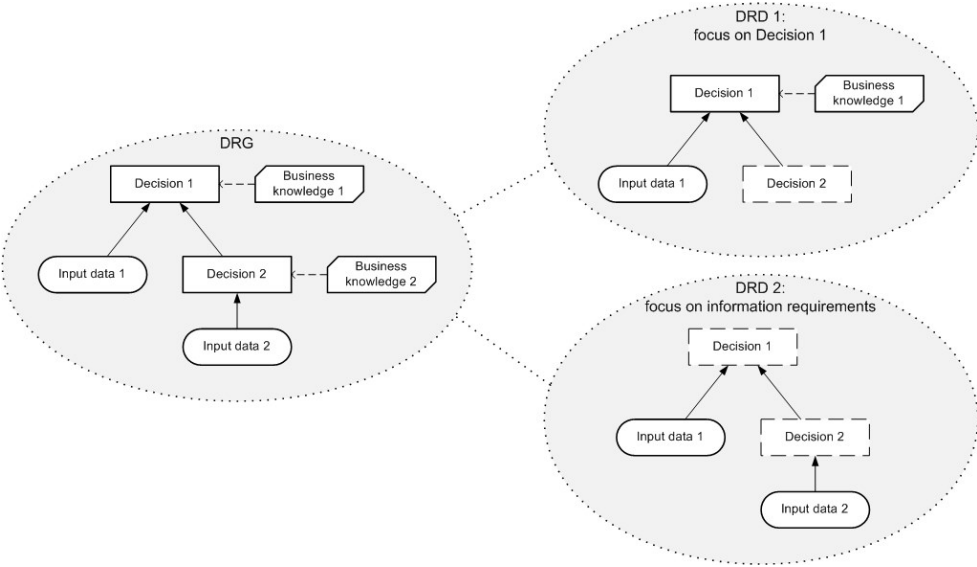 DRG
Decision 1
Business
knowledge 1
Input data 1
Decision 2
Business
knowledge 2
Input data 2
DRD 1:
focus on Decision 1
Decision 1
Business
knowledge 1
Input data 1
Decision 2
DRD 2:
focus on information requirements
Decision 1
Input data 1
Decision 2
Input data 2